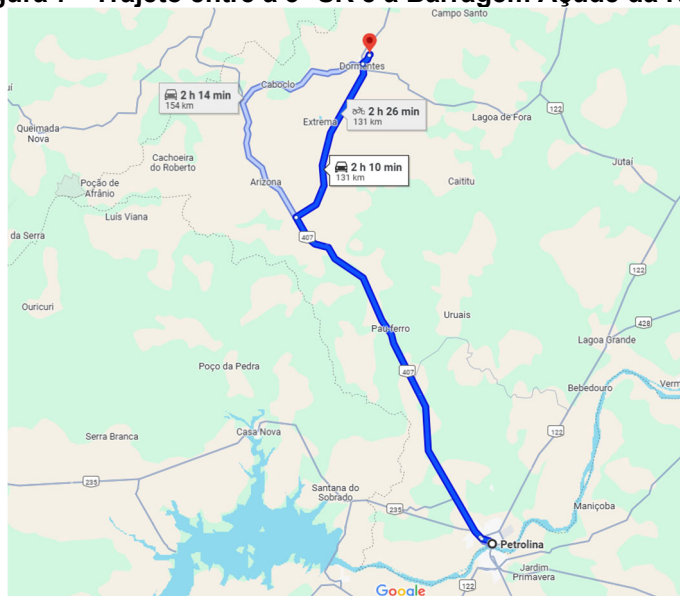 Campo Santo
Dormentes
2 h 14 min
154 km
Caboclo
2 h 26 min
131 km
122
Extrema
Lagoa de Fora
Queimada
Nova
Cachoeira
do Roberto
Jutaí
2 h 10 min
131 km
Arizona
Caititu
Poção de
Afrânio
Luís Viana
407
da Serra
122
Ouricuri
Uruais
428
Pau Ferro
Lagoa Grande
Poço da Pedra
407
Bebedouro
Verm
Serra Branca
Casa Nova
122
235
Santana do
Sobrado
235
Maniçoba
Petrolina
Jardim
Primavera
122
Google